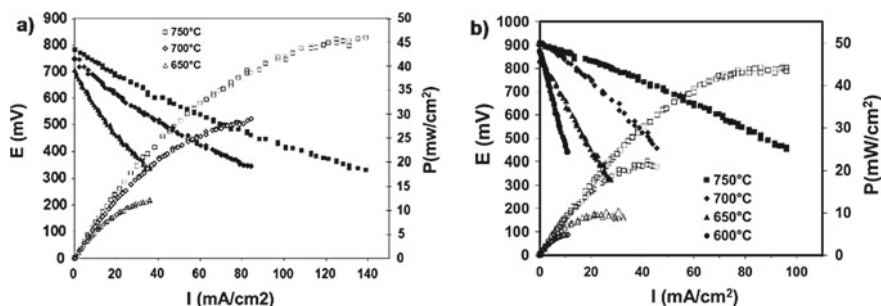 a)
E (mV)
900
800
700
600
500
400
300
200
100
0
750°C
700°C
650°C
50
45
40
35
30
25
20
15
10
5
0
P(mw/cm²)
0 20 40 60 80 100 120 140
I (mA/cm2)
b)
E (mV)
1000
900
800
700
600
500
400
300
200
100
0
750°C
700°C
650°C
600°C
50
40
30
20
10
0
P(mW/cm²)
0 20 40 60 80 100
I (mA/cm²)